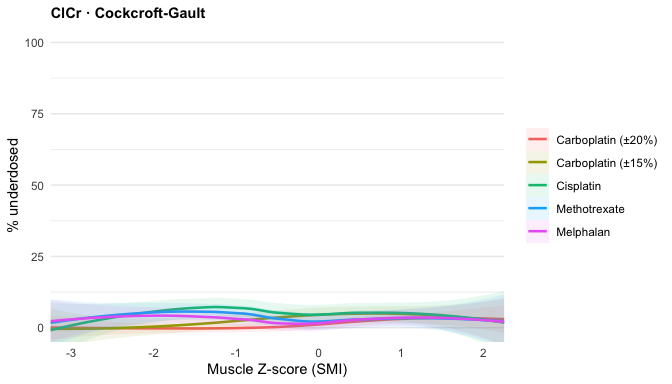 ClCr · Cockcroft-Gault
% underdosed
100
75
50
25
0
-3 -2 -1 0 1 2
Muscle Z-score (SMI)
Carboplatin (±20%)
Carboplatin (±15%)
Cisplatin
Methotrexate
Melphalan